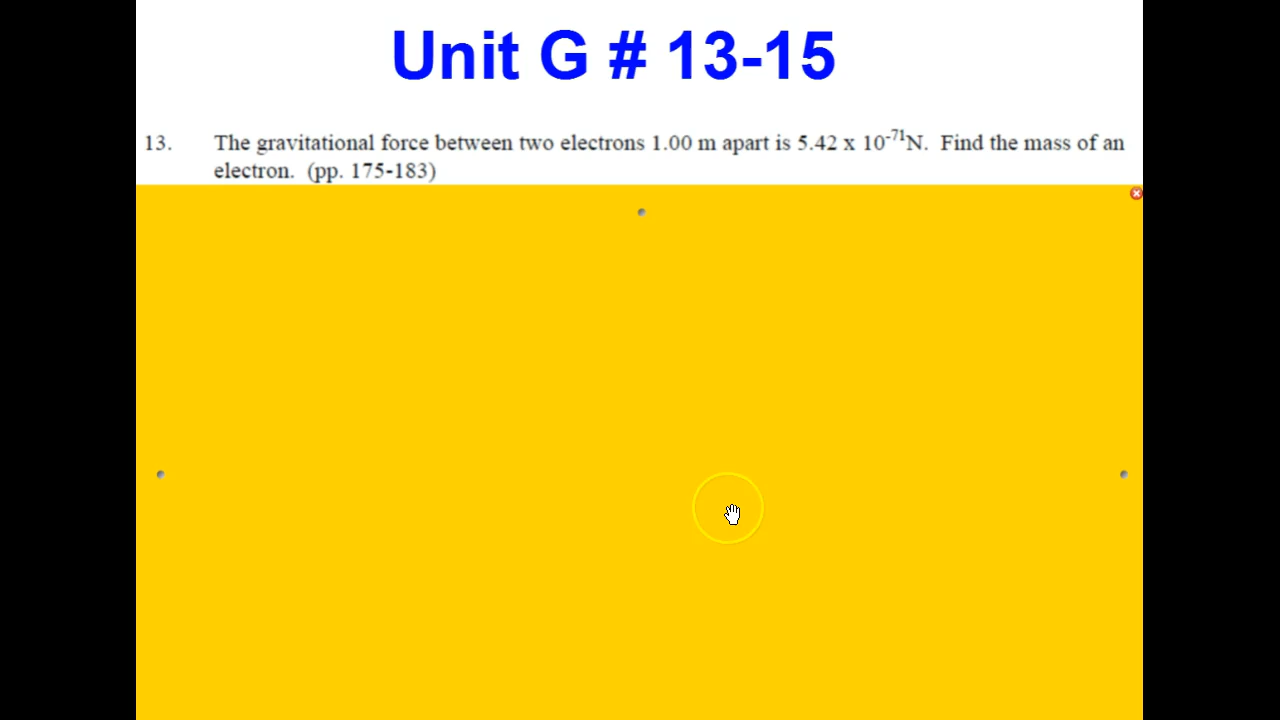 Unit G # 13-15
13. The gravitational force between two electrons 1.00 m apart is 5.42 x 10⁻⁷¹N. Find the mass of an
electron. (pp. 175-183)